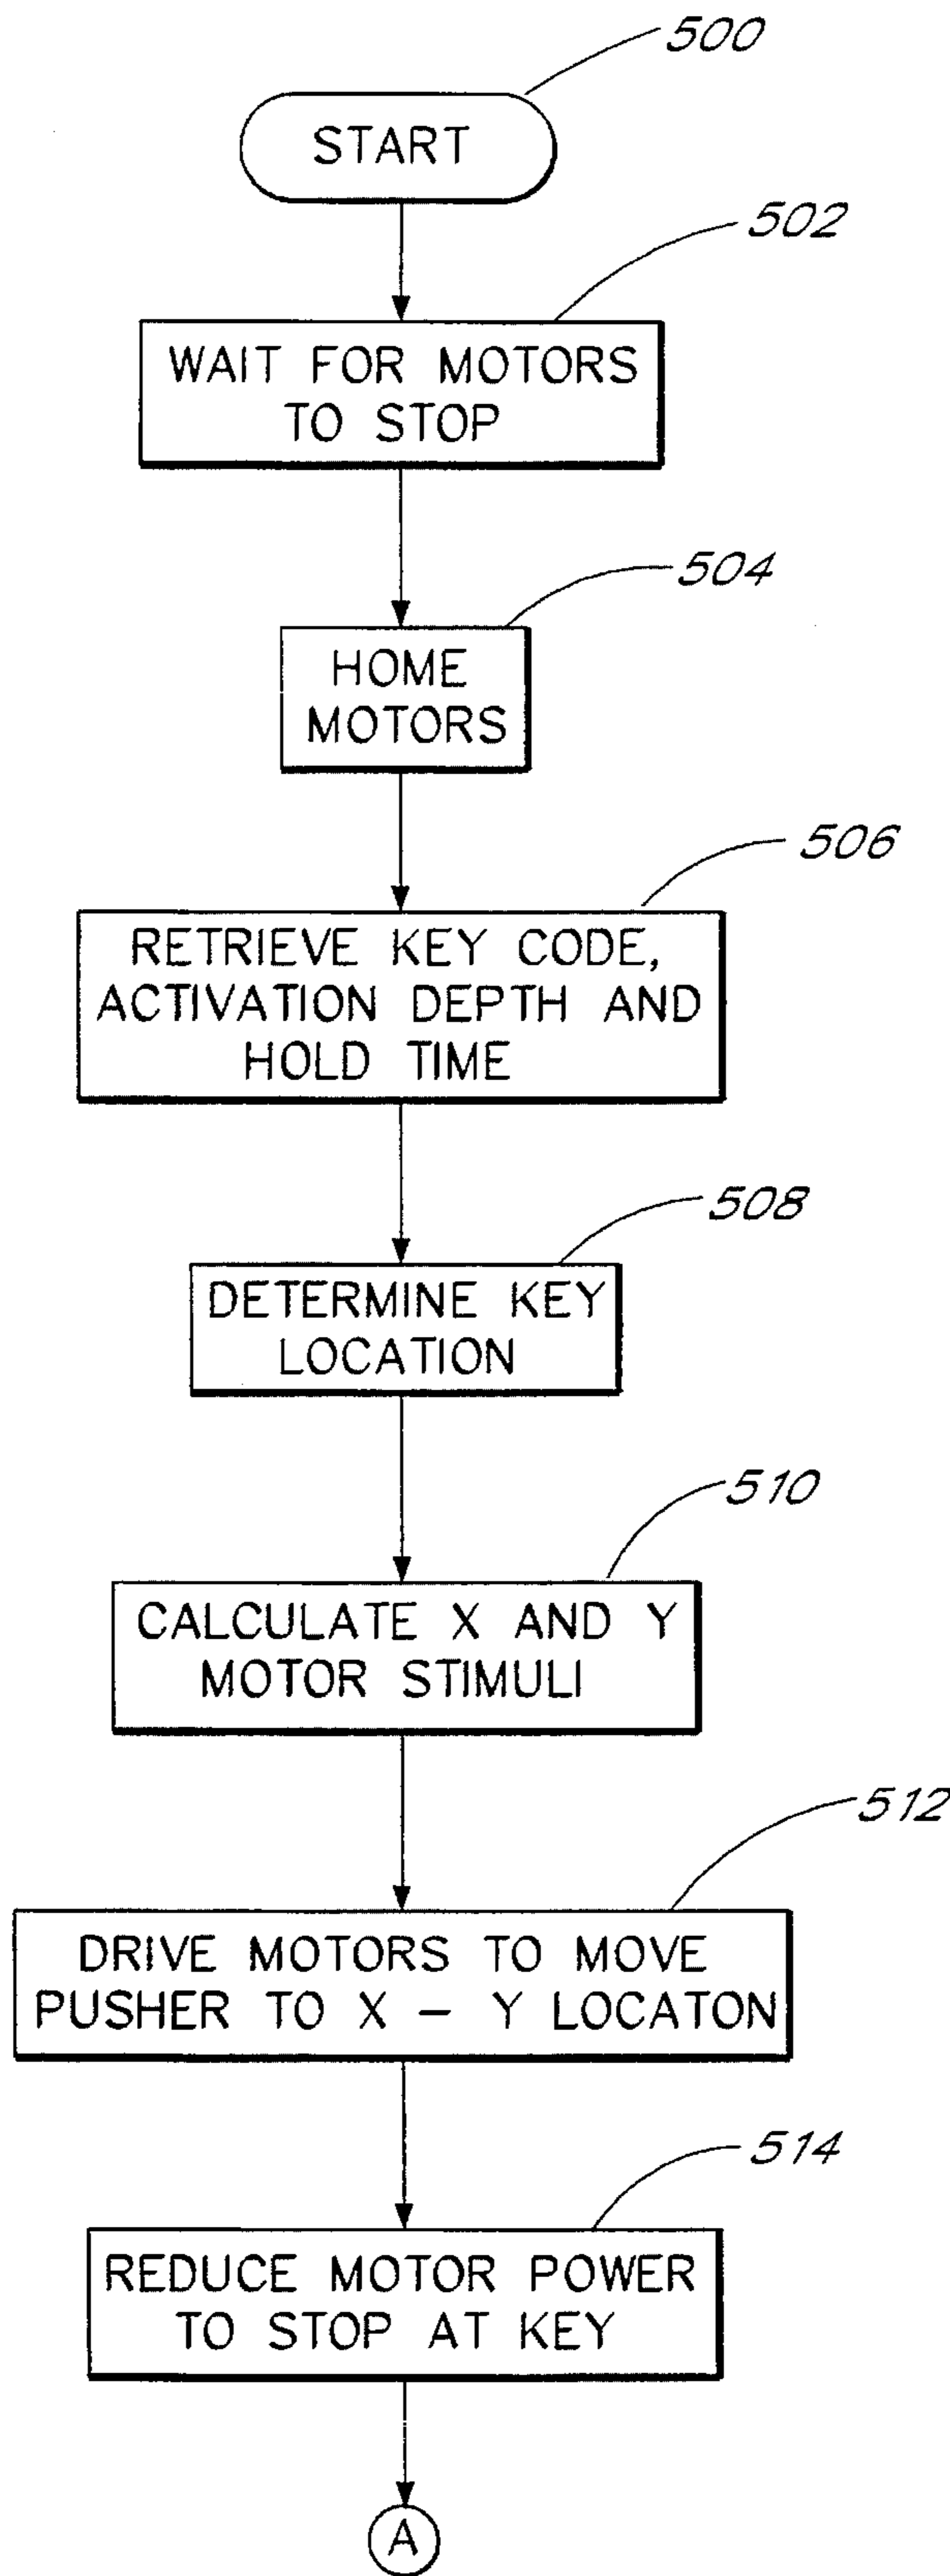 500
START
502
WAIT FOR MOTORS
TO STOP
504
HOME
MOTORS
506
RETRIEVE KEY CODE,
ACTIVATION DEPTH AND
HOLD TIME
508
DETERMINE KEY
LOCATION
510
CALCULATE X AND Y
MOTOR STIMULI
512
DRIVE MOTORS TO MOVE
PUSHER TO X – Y LOCATON
514
REDUCE MOTOR POWER
TO STOP AT KEY
A